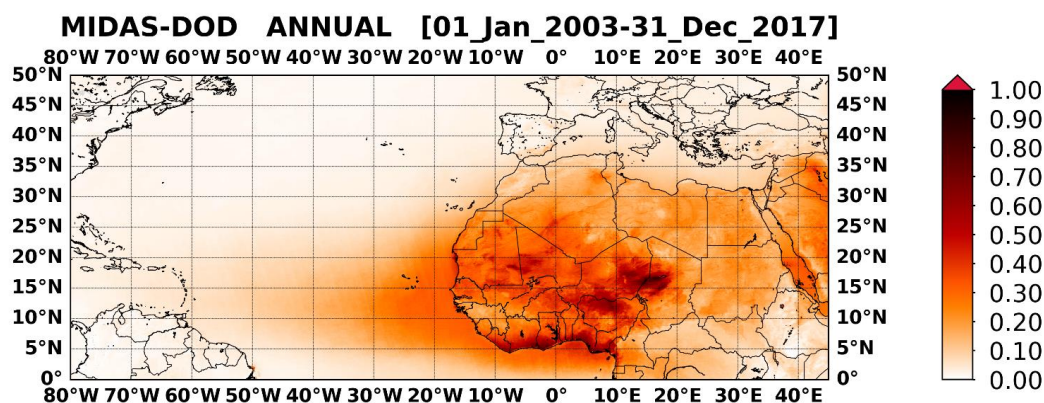 MIDAS-DOD ANNUAL [01_Jan_2003-31_Dec_2017]
80°W 70°W 60°W 50°W 40°W 30°W 20°W 10°W 0° 10°E 20°E 30°E 40°E
50°N 50°N
45°N 45°N
40°N 40°N
35°N 35°N
30°N 30°N
25°N 25°N
20°N 20°N
15°N 15°N
10°N 10°N
5°N 5°N
0° 0°
80°W 70°W 60°W 50°W 40°W 30°W 20°W 10°W 0° 10°E 20°E 30°E 40°E
1.00
0.90
0.80
0.70
0.60
0.50
0.40
0.30
0.20
0.10
0.00